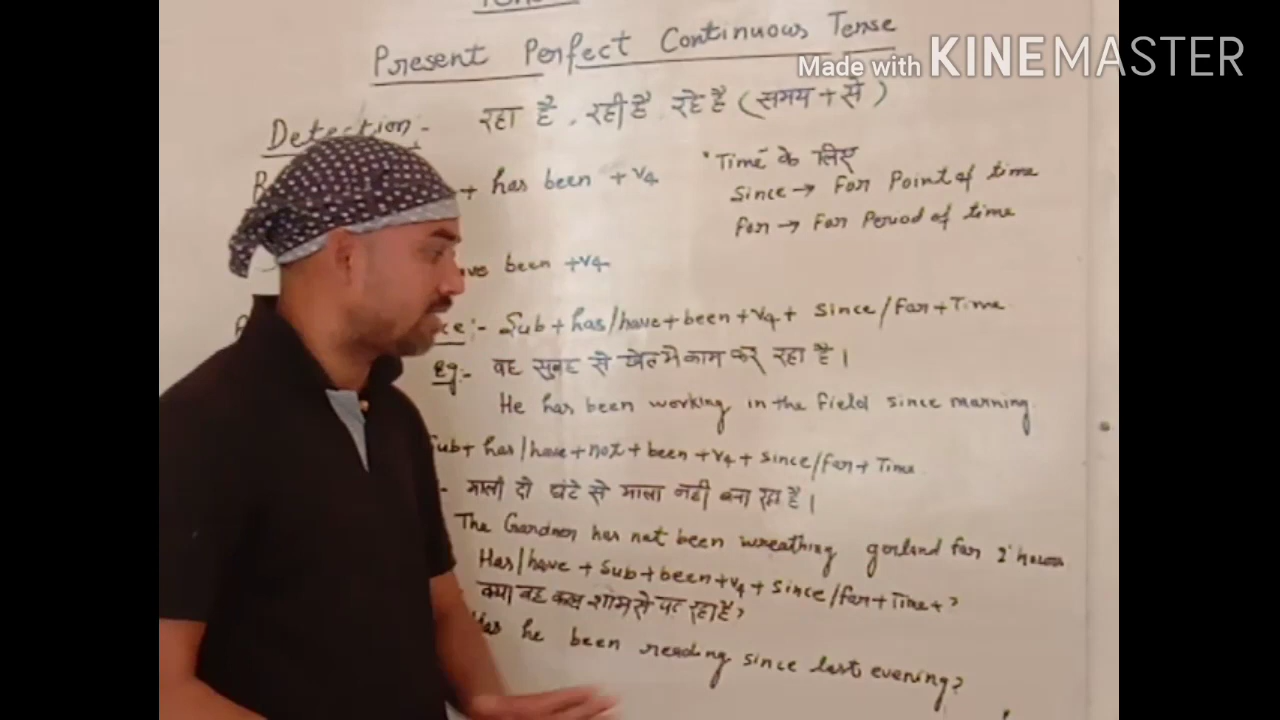 Present Perfect Continuous Tense
Made with KINEMASTER
Detection:- रहा है, रही है, रहे है (समय + से)
+ has been + V4
"Time" के लिए
Since → For Point of time
For → For Period of time
been + V4
Sub + has/have + been + V4 + since/for + Time
Eg:- वह सुबह से खेत मे काम कर रहा है।
He has been working in the field since morning.
Sub + has/have + not + been + V4 + since/for + Time
माली दो घंटे से माला नही बना रहा है।
The Gardner has not been wreathing gorland for 2 hours
Has/have + Sub + been + V4 + since/for + Time + ?
क्या वह कल शाम से पढ़ रहा है?
Has he been reading since last evening?